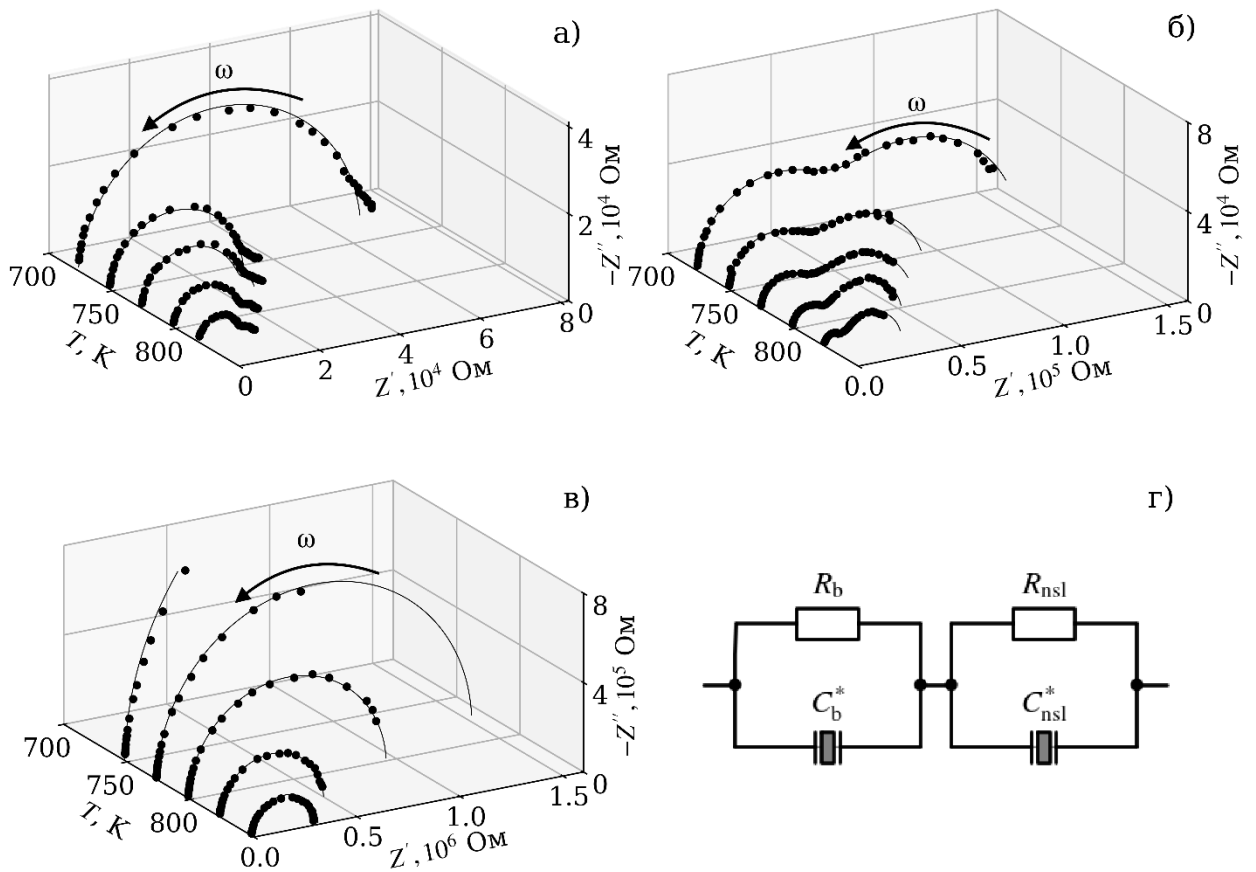 а)
ω
4
2
0
−Z″, 10⁴ Ом
700
750
800
T, K
0
2
4
6
8
Z′, 10⁴ Ом
б)
ω
8
4
0
−Z″, 10⁴ Ом
700
750
800
T, K
0.0
0.5
1.0
1.5
Z′, 10⁵ Ом
в)
ω
8
4
0
−Z″, 10⁵ Ом
700
750
800
T, K
0.0
0.5
1.0
1.5
Z′, 10⁶ Ом
г)
R_b
R_nsl
C*_b
C*_nsl